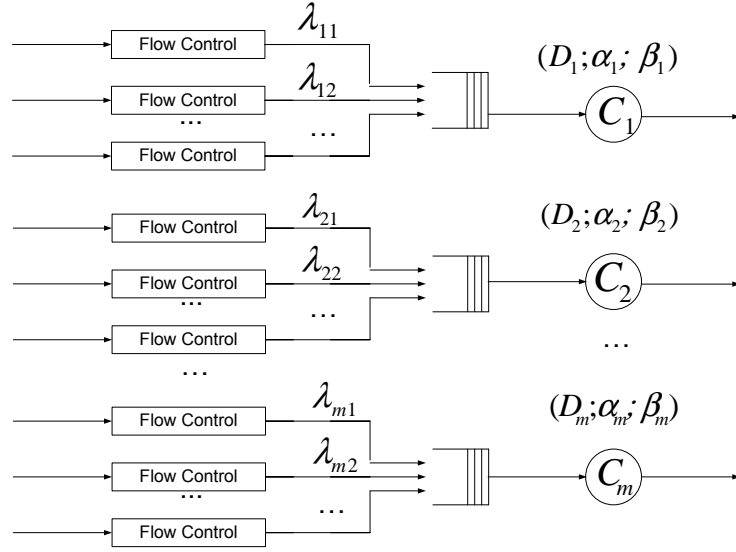 Flow Control
λ11
(D1;α1; β1)
Flow Control
λ12
...
...
C1
Flow Control
...
Flow Control
λ21
(D2;α2; β2)
Flow Control
λ22
...
...
C2
Flow Control
...
...
Flow Control
λm1
(Dm;αm; βm)
Flow Control
λm2
...
...
Cm
Flow Control